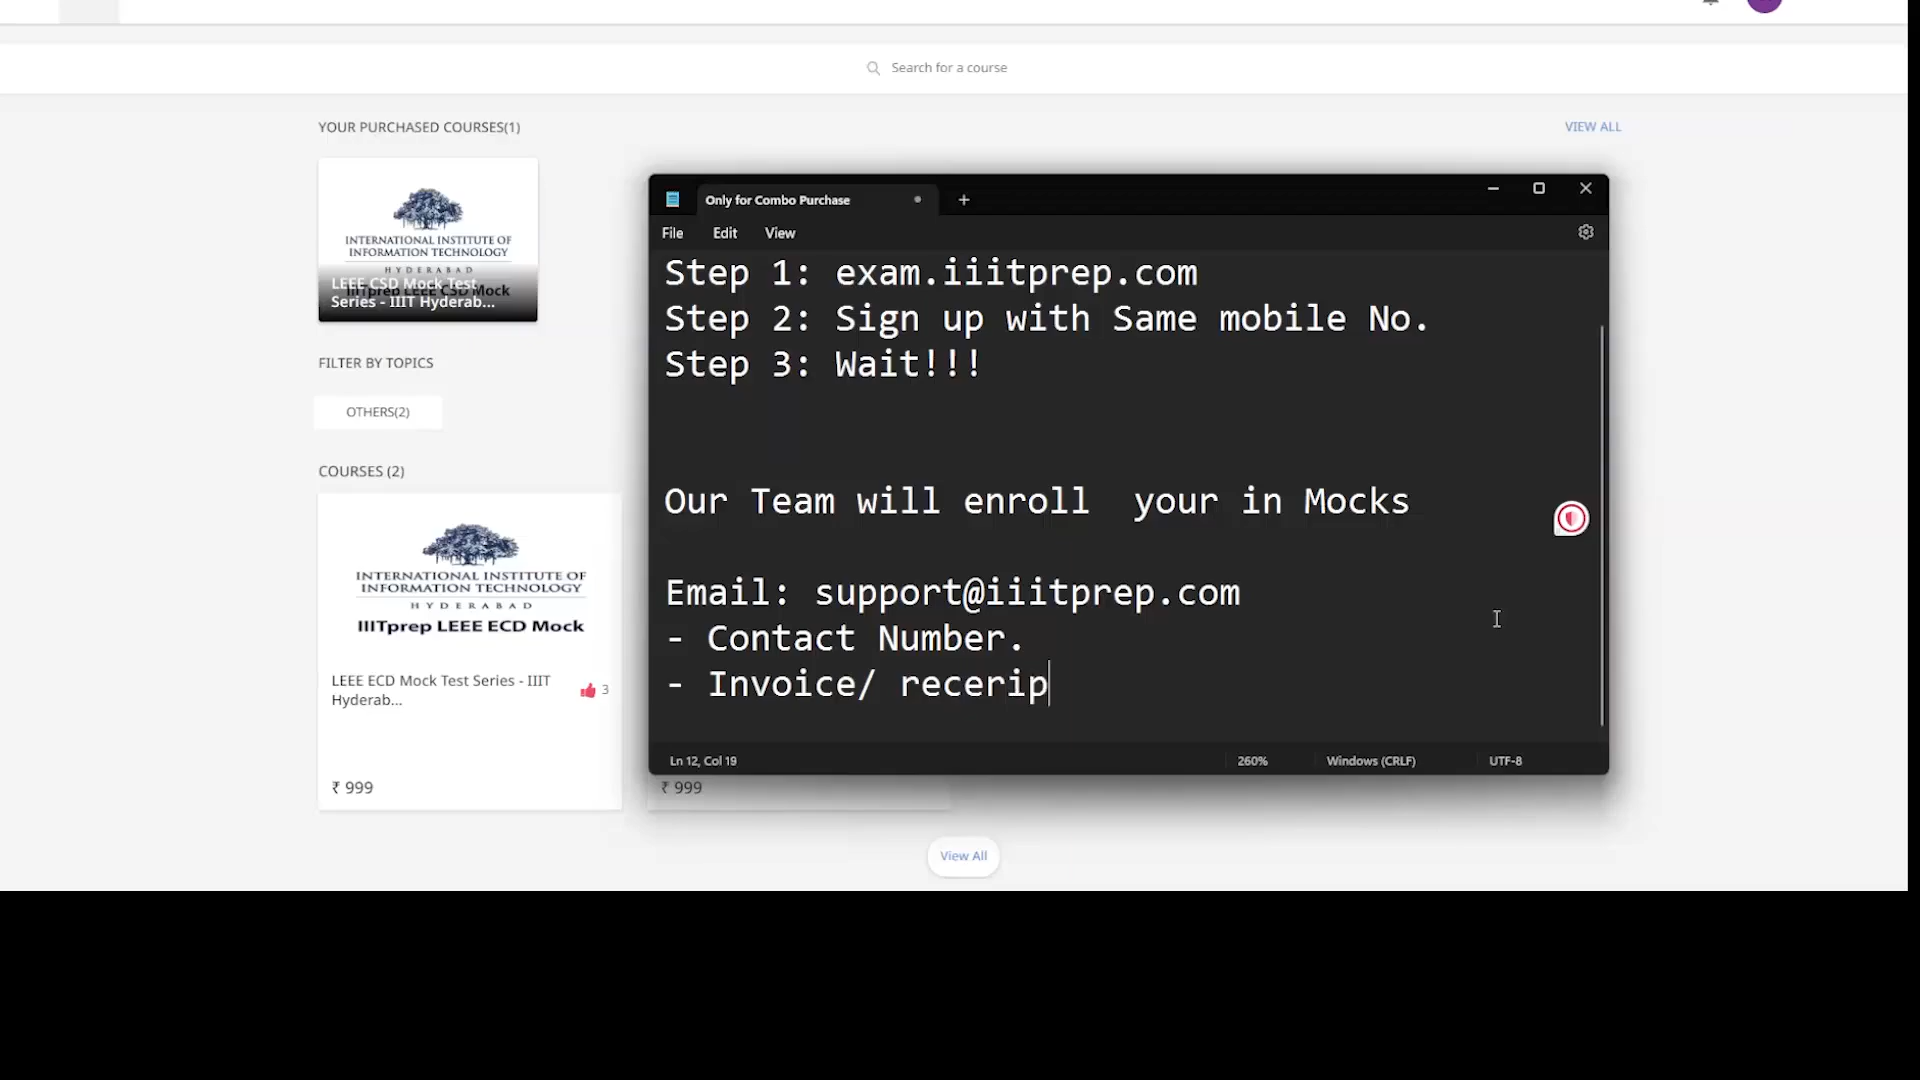 Search for a course
YOUR PURCHASED COURSES(1)
VIEW ALL
INTERNATIONAL INSTITUTE OF
INFORMATION TECHNOLOGY
HYDERABAD
LEEE CSD Mock Test
Series - IIIT Hyderab...
FILTER BY TOPICS
OTHERS(2)
COURSES (2)
INTERNATIONAL INSTITUTE OF
INFORMATION TECHNOLOGY
HYDERABAD
IIITprep LEEE ECD Mock
LEEE ECD Mock Test Series - IIIT
Hyderab...
3
₹ 999
Only for Combo Purchase
File Edit View
Step 1: exam.iiitprep.com
Step 2: Sign up with Same mobile No.
Step 3: Wait!!!
Our Team will enroll  your in Mocks
Email: support@iiitprep.com
- Contact Number.
- Invoice/ recerip
Ln 12, Col 19
260%
Windows (CRLF)
UTF-8
₹ 999
View All